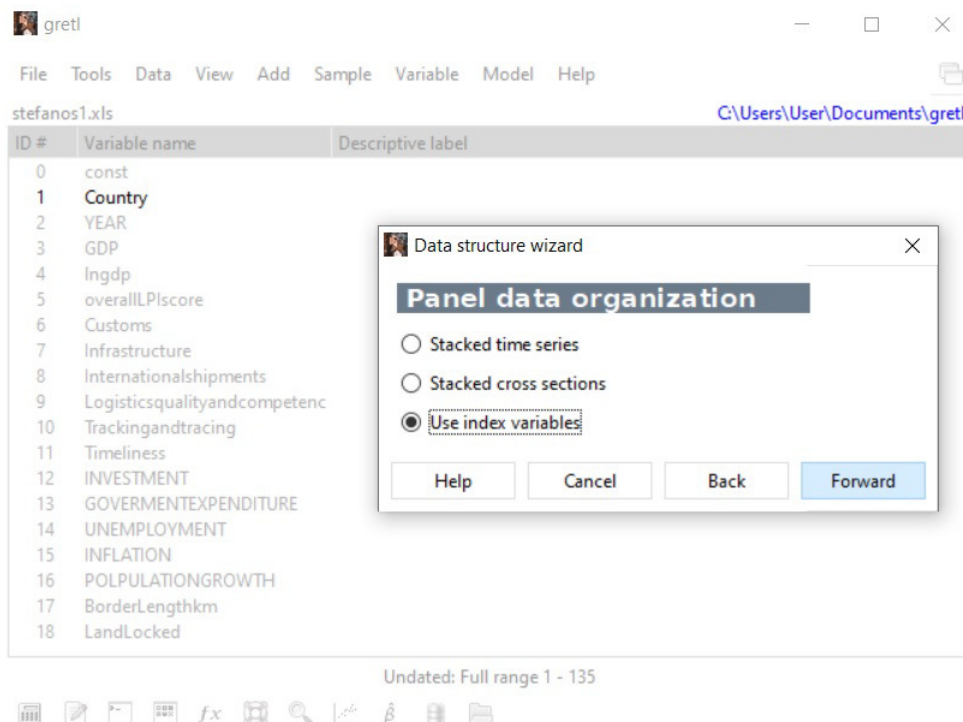 gretl
File Tools Data View Add Sample Variable Model Help
stefanos1.xls C:\Users\User\Documents\gretl
ID # Variable name Descriptive label
0 const
1 Country
2 YEAR
3 GDP
4 lngdp
5 overallLPIscore
6 Customs
7 Infrastructure
8 Internationalshipments
9 Logisticsqualityandcompetenc
10 Trackingandtracing
11 Timeliness
12 INVESTMENT
13 GOVERMENTEXPENDITURE
14 UNEMPLOYMENT
15 INFLATION
16 POLPULATIONGROWTH
17 BorderLengthkm
18 LandLocked
Data structure wizard
Panel data organization
Stacked time series
Stacked cross sections
Use index variables
Help Cancel Back Forward
Undated: Full range 1 - 135
fx β̂